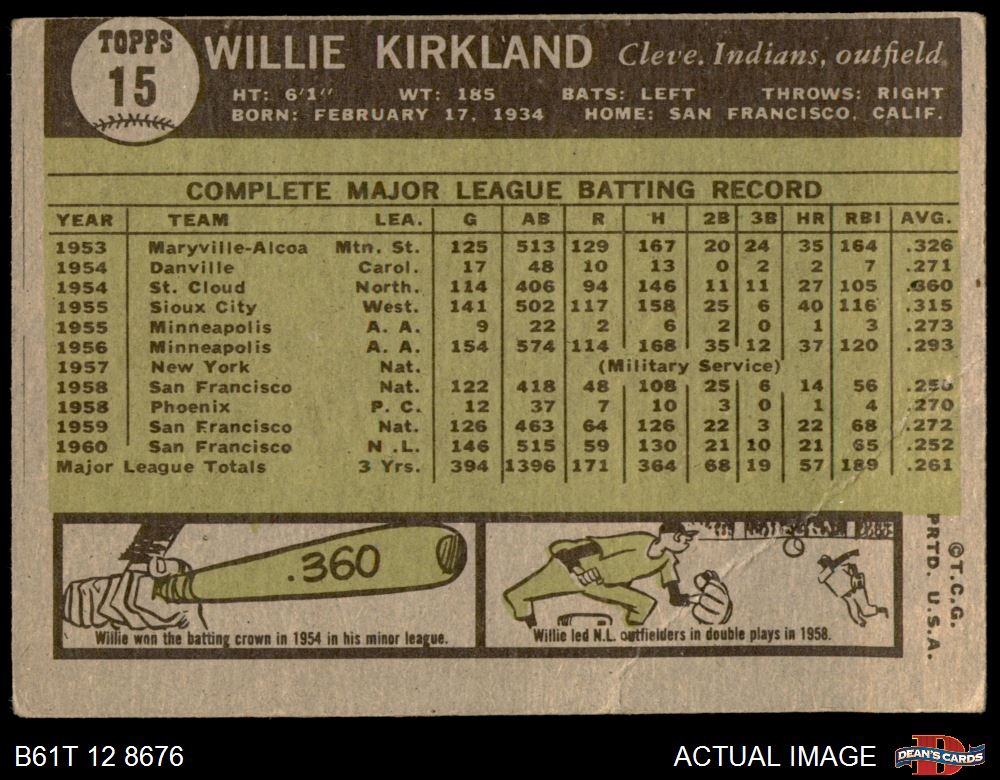 TOPPS
15
WILLIE KIRKLAND Cleve. Indians, outfield
HT: 6'1" WT: 185 BATS: LEFT THROWS: RIGHT
BORN: FEBRUARY 17, 1934 HOME: SAN FRANCISCO, CALIF.
COMPLETE MAJOR LEAGUE BATTING RECORD
YEAR TEAM LEA. G AB R H 2B 3B HR RBI AVG.
1953 Maryville-Alcoa Mtn. St. 125 513 129 167 20 24 35 164 .326
1954 Danville Carol. 17 48 10 13 0 2 2 7 .271
1954 St. Cloud North. 114 406 94 146 11 11 27 105 .360
1955 Sioux City West. 141 502 117 158 25 6 40 116 .315
1955 Minneapolis A. A. 9 22 2 6 2 0 1 3 .273
1956 Minneapolis A. A. 154 574 114 168 35 12 37 120 .293
1957 New York Nat. (Military Service)
1958 San Francisco Nat. 122 418 48 108 25 6 14 56 .258
1958 Phoenix P. C. 12 37 7 10 3 0 1 4 .270
1959 San Francisco Nat. 126 463 64 126 22 3 22 68 .272
1960 San Francisco N.L. 146 515 59 130 21 10 21 65 .252
Major League Totals 3 Yrs. 394 1396 171 364 68 19 57 189 .261
.360
Willie won the batting crown in 1954 in his minor league.
Willie led N.L. outfielders in double plays in 1958.
©T.C.G.
PRTD. U.S.A.
B61T 12 8676
ACTUAL IMAGE
D
DEAN'S CARDS